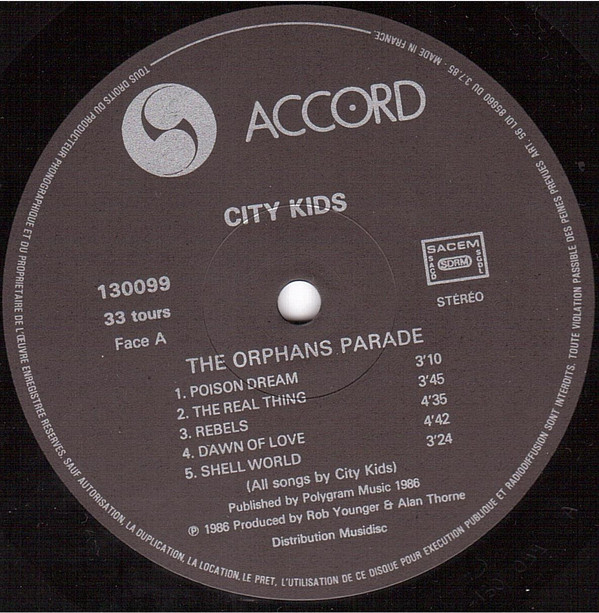 ACCORD
CITY KIDS
130099
33 tours
Face A
SACEM
SACD SDRM SGDL
STÉRÉO
THE ORPHANS PARADE
1. POISON DREAM 3'10
2. THE REAL THING 3'45
3. REBELS 4'35
4. DAWN OF LOVE 4'42
5. SHELL WORLD 3'24
(All songs by City Kids)
Published by Polygram Music 1986
℗ 1986 Produced by Rob Younger & Alan Thorne
Distribution Musidisc
TOUS DROITS DU PRODUCTEUR PHONOGRAPHIQUE ET DU PROPRIETAIRE DE L'ŒUVRE ENREGISTREE RESERVES. SAUF AUTORISATION, LA DUPLICATION, LA LOCATION, LE PRET, L'UTILISATION DE CE DISQUE POUR EXECUTION PUBLIQUE ET RADIODIFFUSION SONT INTERDITS. TOUTE VIOLATION PASSIBLE DES PEINES PREVUES ART. 56 LOI 85660 DU 3.7.85. MADE IN FRANCE.